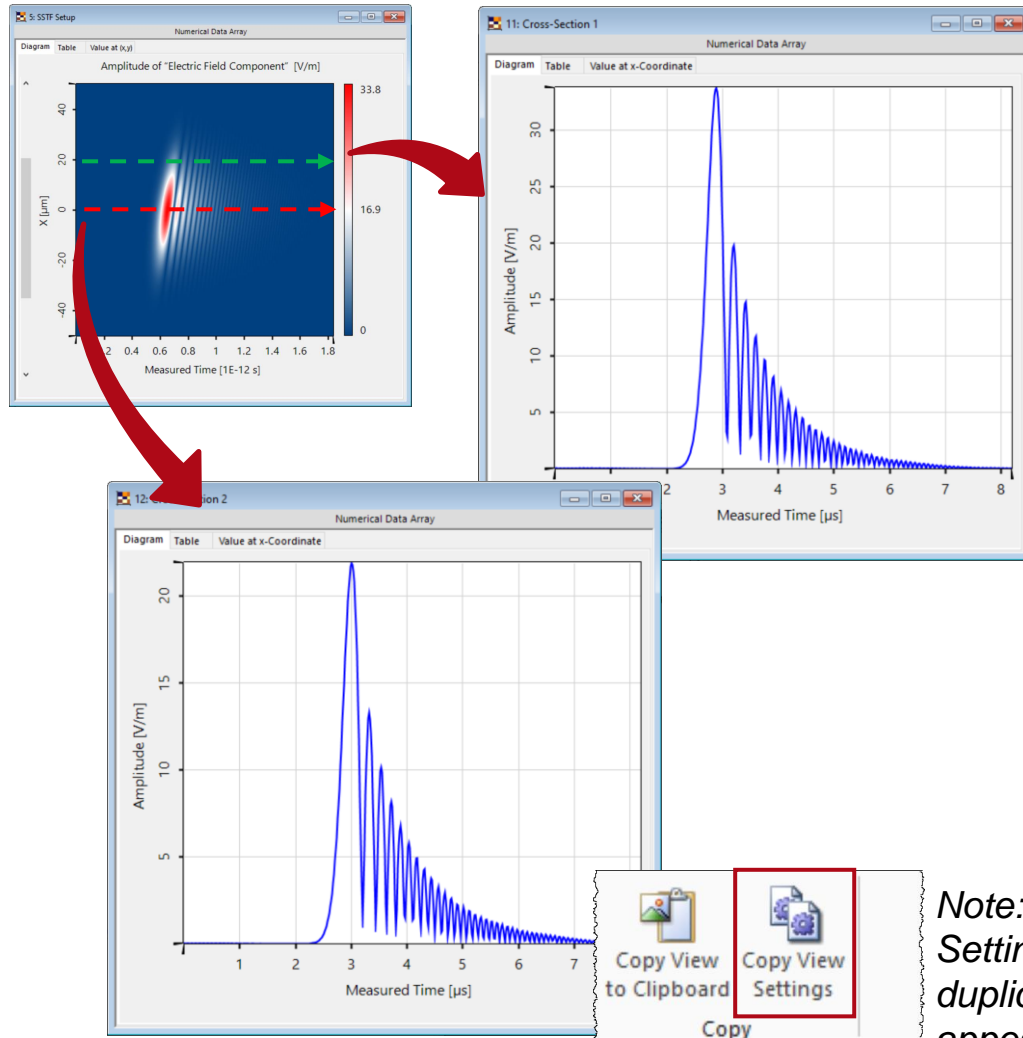 5: SSTF Setup
Numerical Data Array
Diagram Table Value at (x,y)
Amplitude of "Electric Field Component" [V/m]
33.8
16.9
0
40
20
0
-20
-40
X [µm]
0.4 0.6 0.8 1 1.2 1.4 1.6 1.8
Measured Time [1E-12 s]
11: Cross-Section 1
Numerical Data Array
Diagram Table Value at x-Coordinate
30
25
20
15
10
5
Amplitude [V/m]
2 3 4 5 6 7 8
Measured Time [µs]
12: ion 2
Numerical Data Array
Diagram Table Value at x-Coordinate
20
15
10
5
Amplitude [V/m]
1 2 3 4 5 6 7
Measured Time [µs]
Copy View to Clipboard
Copy View Settings
Copy
Note:
Settin
duplic